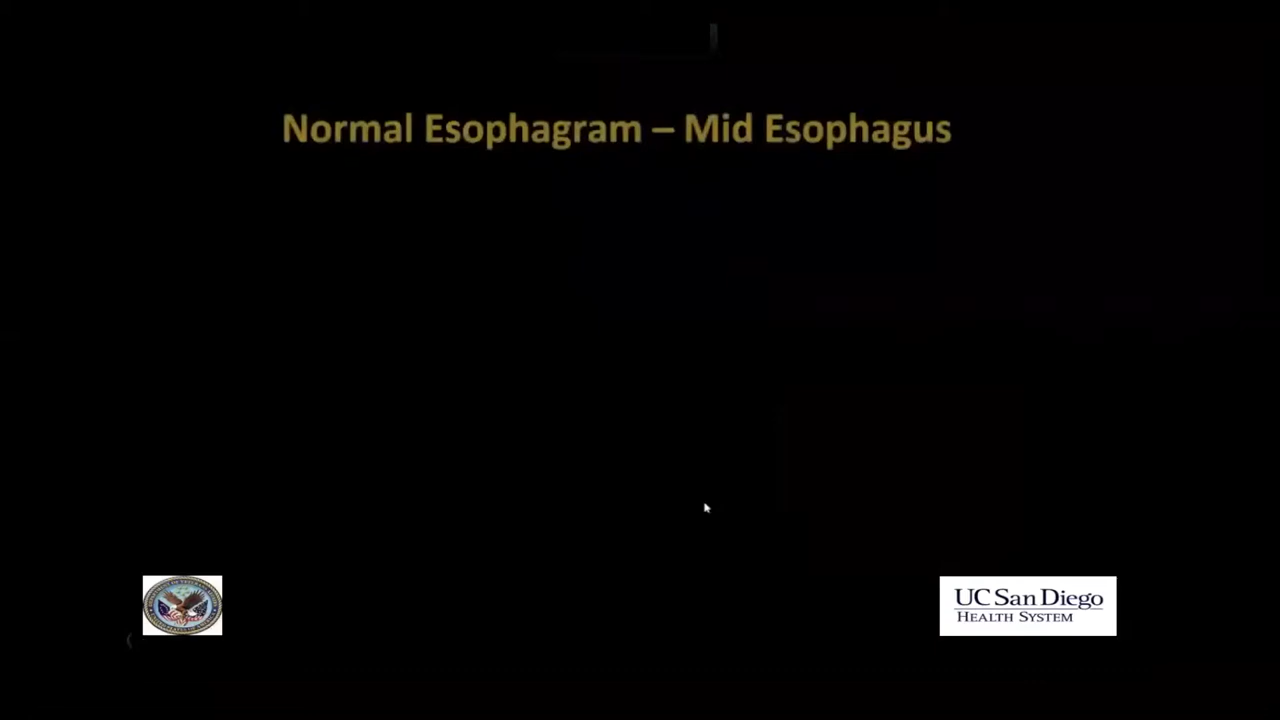 Normal Esophagram – Mid Esophagus
UC San Diego
HEALTH SYSTEM